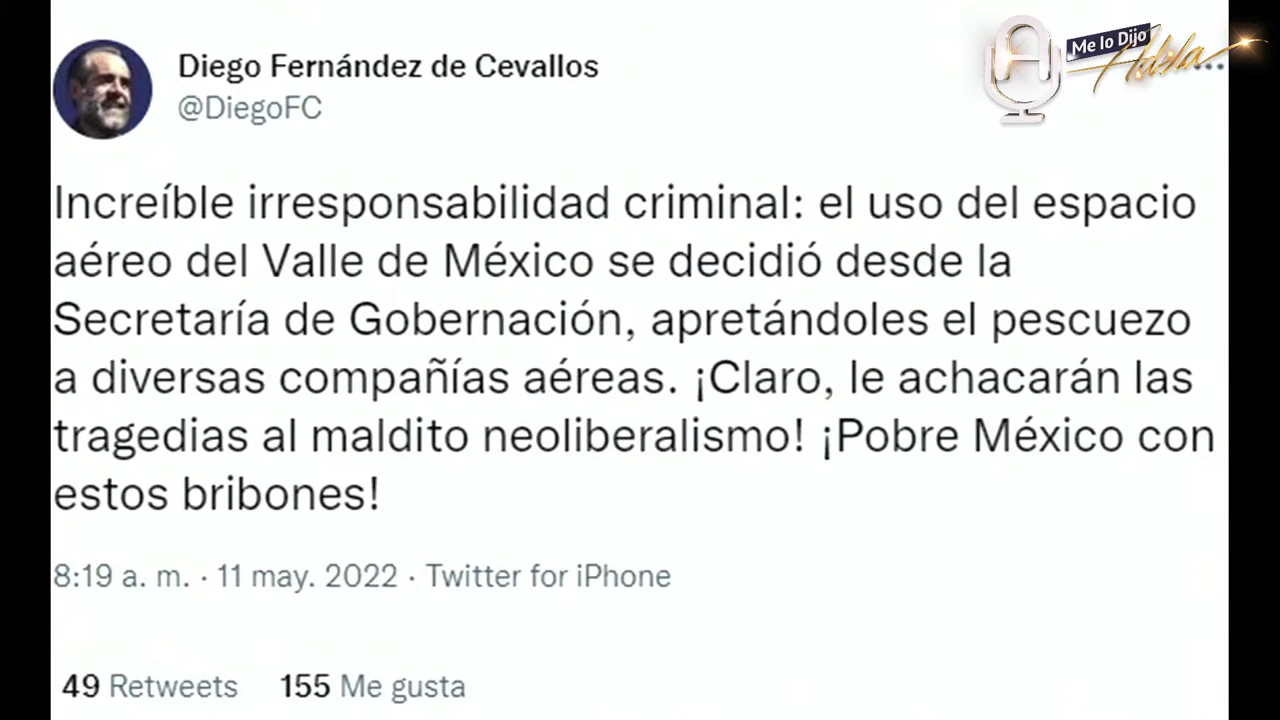 Diego Fernández de Cevallos
@DiegoFC
Me lo Dijo
Adela...
Increíble irresponsabilidad criminal: el uso del espacio
aéreo del Valle de México se decidió desde la
Secretaría de Gobernación, apretándoles el pescuezo
a diversas compañías aéreas. ¡Claro, le achacarán las
tragedias al maldito neoliberalismo! ¡Pobre México con
estos bribones!
8:19 a. m. · 11 may. 2022 · Twitter for iPhone
49 Retweets 155 Me gusta